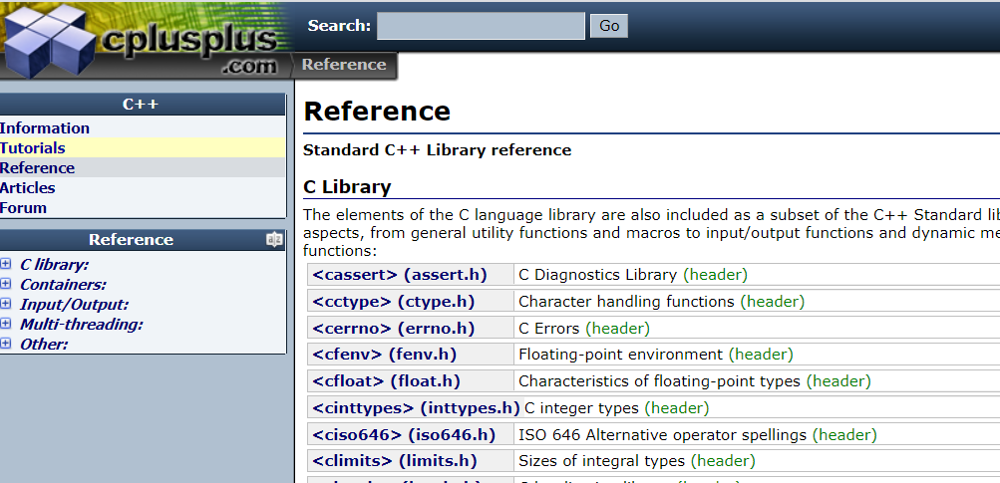 cplusplus
.com
Search:
Go
Reference
C++
Information
Tutorials
Reference
Articles
Forum
Reference
C library:
Containers:
Input/Output:
Multi-threading:
Other:
Reference
Standard C++ Library reference
C Library
The elements of the C language library are also included as a subset of the C++ Standard
aspects, from general utility functions and macros to input/output functions and dynamic
functions:
<cassert> (assert.h) C Diagnostics Library (header)
<cctype> (ctype.h) Character handling functions (header)
<cerrno> (errno.h) C Errors (header)
<cfenv> (fenv.h) Floating-point environment (header)
<cfloat> (float.h) Characteristics of floating-point types (header)
<cinttypes> (inttypes.h) C integer types (header)
<ciso646> (iso646.h) ISO 646 Alternative operator spellings (header)
<climits> (limits.h) Sizes of integral types (header)